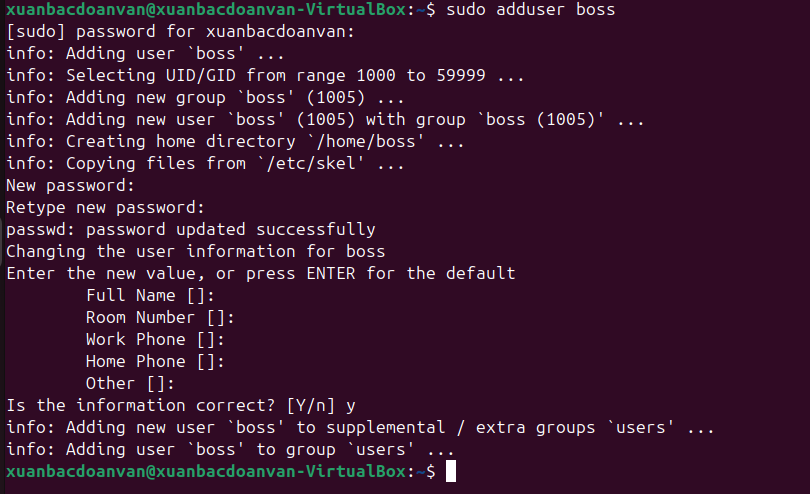 xuanbacdoanvan@xuanbacdoanvan-VirtualBox:~$ sudo adduser boss
[sudo] password for xuanbacdoanvan:
info: Adding user `boss' ...
info: Selecting UID/GID from range 1000 to 59999 ...
info: Adding new group `boss' (1005) ...
info: Adding new user `boss' (1005) with group `boss (1005)' ...
info: Creating home directory `/home/boss' ...
info: Copying files from `/etc/skel' ...
New password:
Retype new password:
passwd: password updated successfully
Changing the user information for boss
Enter the new value, or press ENTER for the default
        Full Name []:
        Room Number []:
        Work Phone []:
        Home Phone []:
        Other []:
Is the information correct? [Y/n] y
info: Adding new user `boss' to supplemental / extra groups `users' ...
info: Adding user `boss' to group `users' ...
xuanbacdoanvan@xuanbacdoanvan-VirtualBox:~$